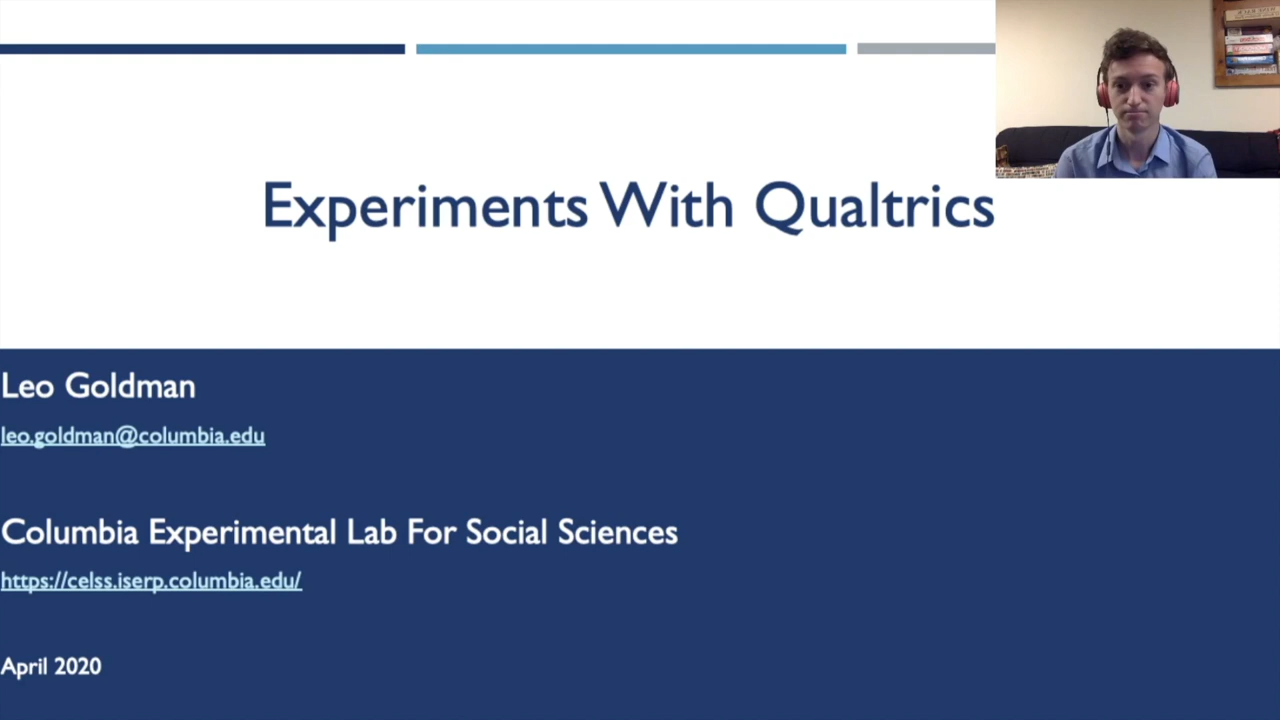 Experiments With Qualtrics
Leo Goldman
leo.goldman@columbia.edu
Columbia Experimental Lab For Social Sciences
https://celss.iserp.columbia.edu/
April 2020